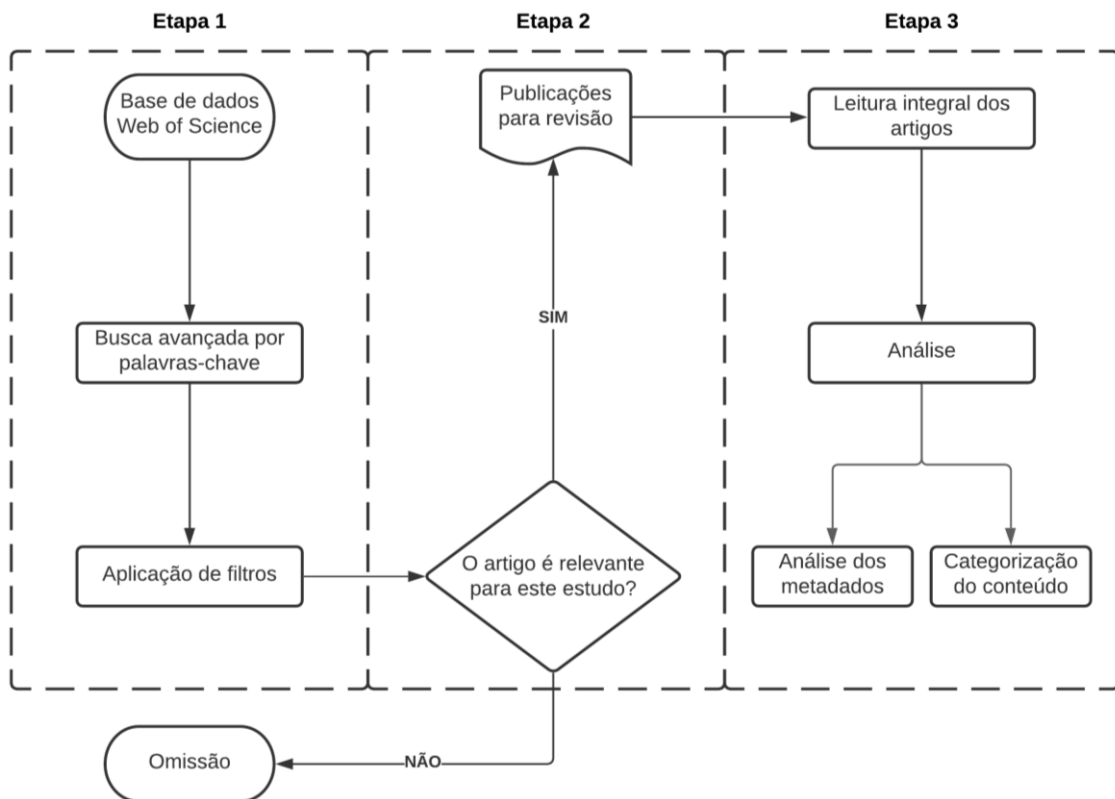 Etapa 1
Etapa 2
Etapa 3
Base de dados
Web of Science
Busca avançada por
palavras-chave
Aplicação de filtros
Publicações
para revisão
SIM
O artigo é relevante
para este estudo?
Leitura integral dos
artigos
Análise
Análise dos
metadados
Categorização
do conteúdo
Omissão
NÃO